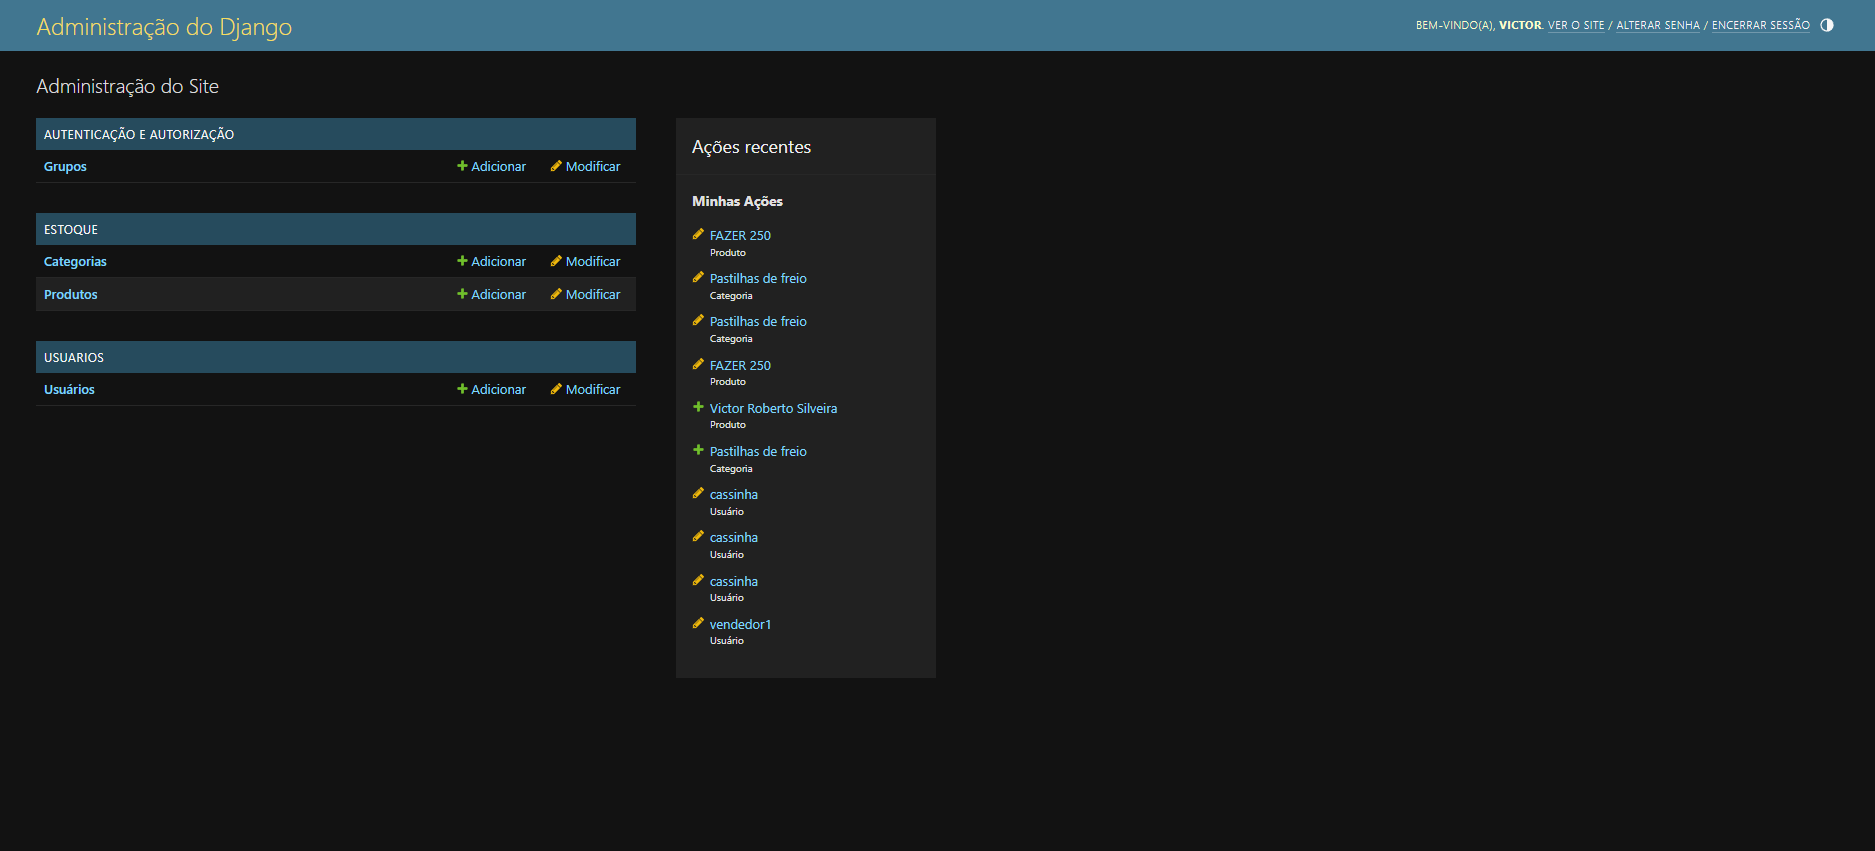 Administração do Django
BEM-VINDO(A), VICTOR. VER O SITE / ALTERAR SENHA / ENCERRAR SESSÃO
Administração do Site
AUTENTICAÇÃO E AUTORIZAÇÃO
Grupos Adicionar Modificar
ESTOQUE
Categorias Adicionar Modificar
Produtos Adicionar Modificar
USUARIOS
Usuários Adicionar Modificar
Ações recentes
Minhas Ações
FAZER 250
Produto
Pastilhas de freio
Categoria
Pastilhas de freio
Categoria
FAZER 250
Produto
Victor Roberto Silveira
Produto
Pastilhas de freio
Categoria
cassinha
Usuário
cassinha
Usuário
cassinha
Usuário
vendedor1
Usuário